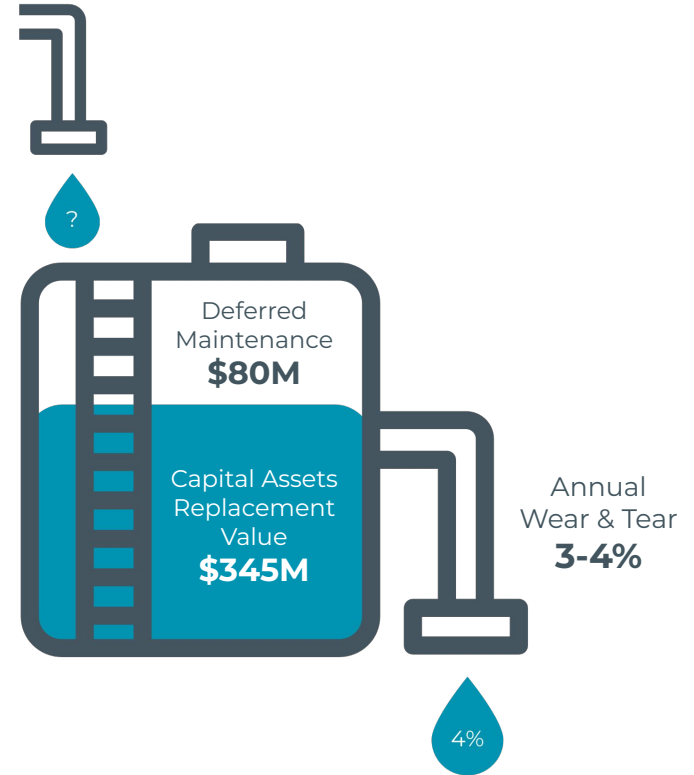 ?
Deferred
Maintenance
$80M
Capital Assets
Replacement
Value
$345M
Annual
Wear & Tear
3-4%
4%